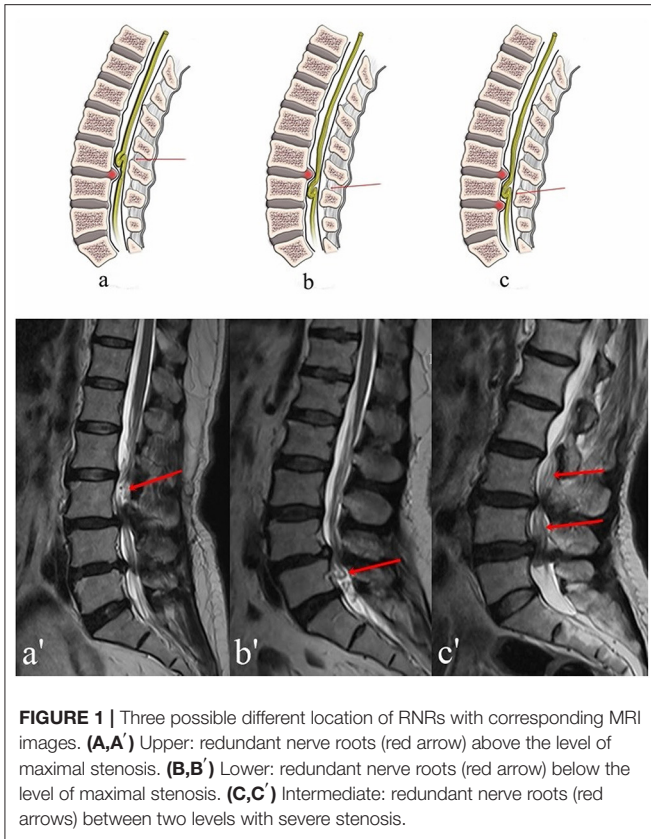 a
b
c
a'
b'
c'
FIGURE 1 | Three possible different location of RNRs with corresponding MRI
images. (A,A′) Upper: redundant nerve roots (red arrow) above the level of
maximal stenosis. (B,B′) Lower: redundant nerve roots (red arrow) below the
level of maximal stenosis. (C,C′) Intermediate: redundant nerve roots (red
arrows) between two levels with severe stenosis.